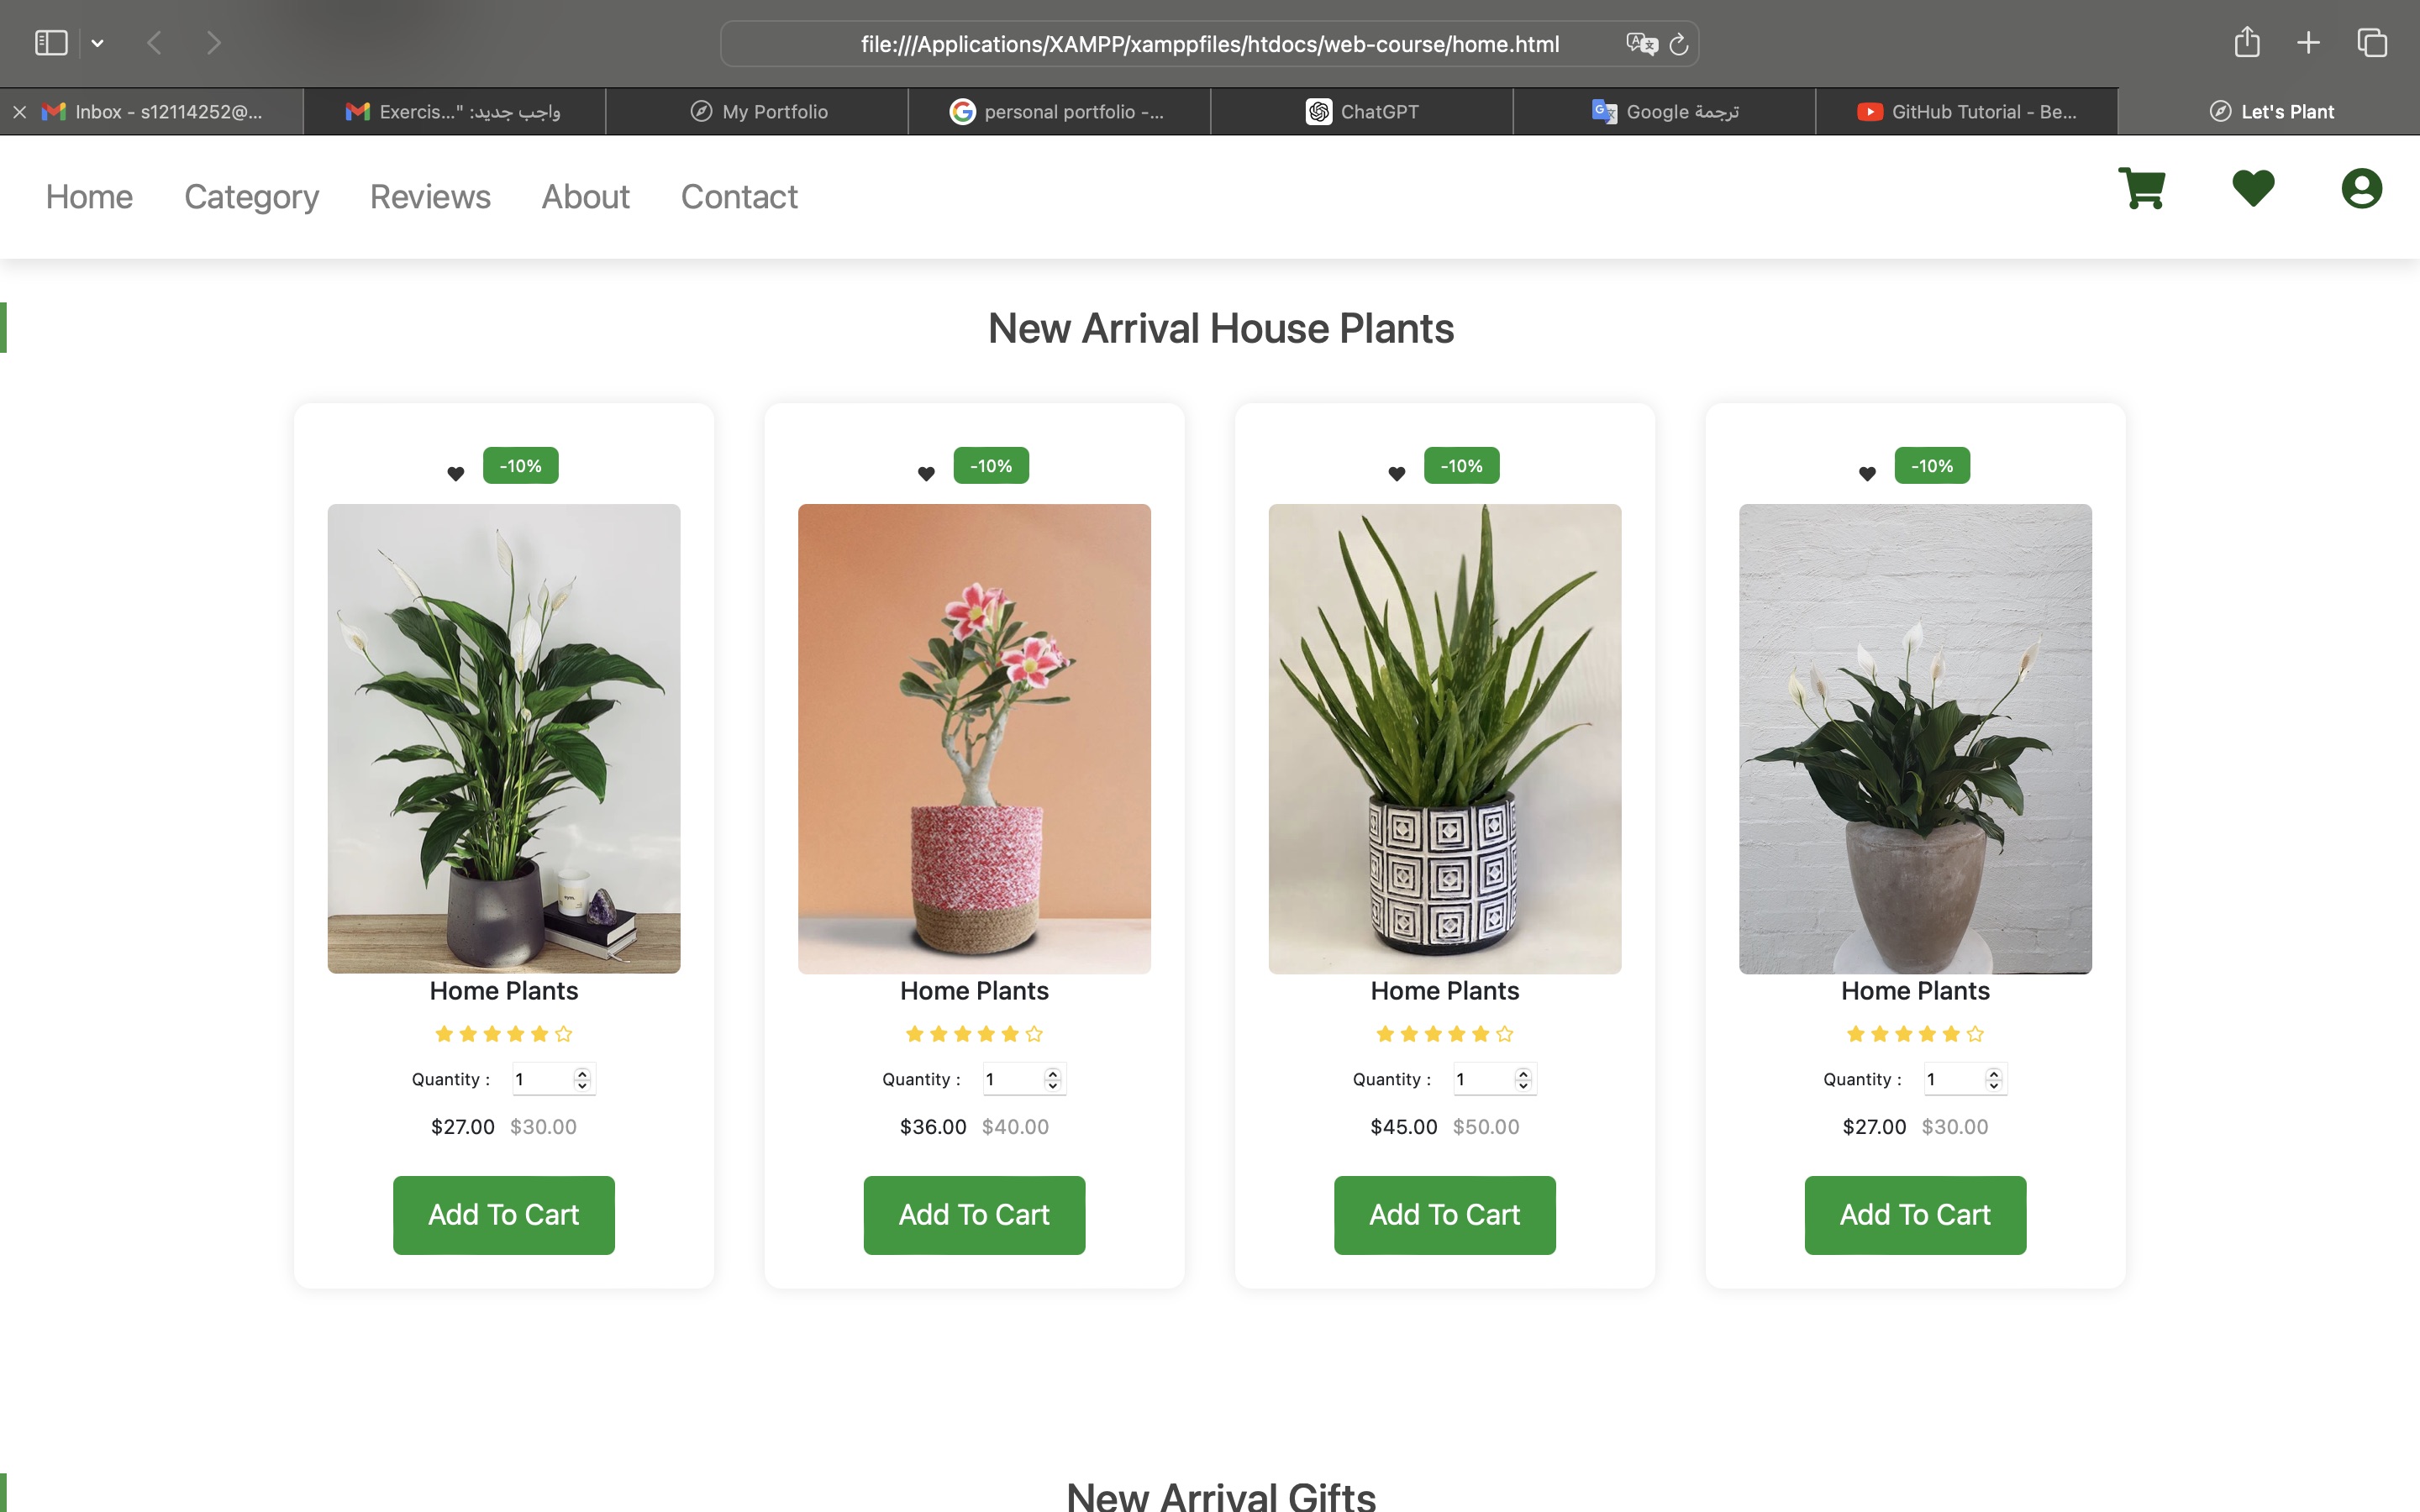 file:///Applications/XAMPP/xamppfiles/htdocs/web-course/home.html
Inbox - s12114252@...
Exercis..." :واجب جديد
My Portfolio
personal portfolio -...
ChatGPT
ترجمة Google
GitHub Tutorial - Be...
Let's Plant
Home Category Reviews About Contact
New Arrival House Plants
-10% -10% -10% -10%
Home Plants Home Plants Home Plants Home Plants
Quantity : 1 Quantity : 1 Quantity : 1 Quantity : 1
$27.00 $30.00 $36.00 $40.00 $45.00 $50.00 $27.00 $30.00
Add To Cart Add To Cart Add To Cart Add To Cart
New Arrival Gifts